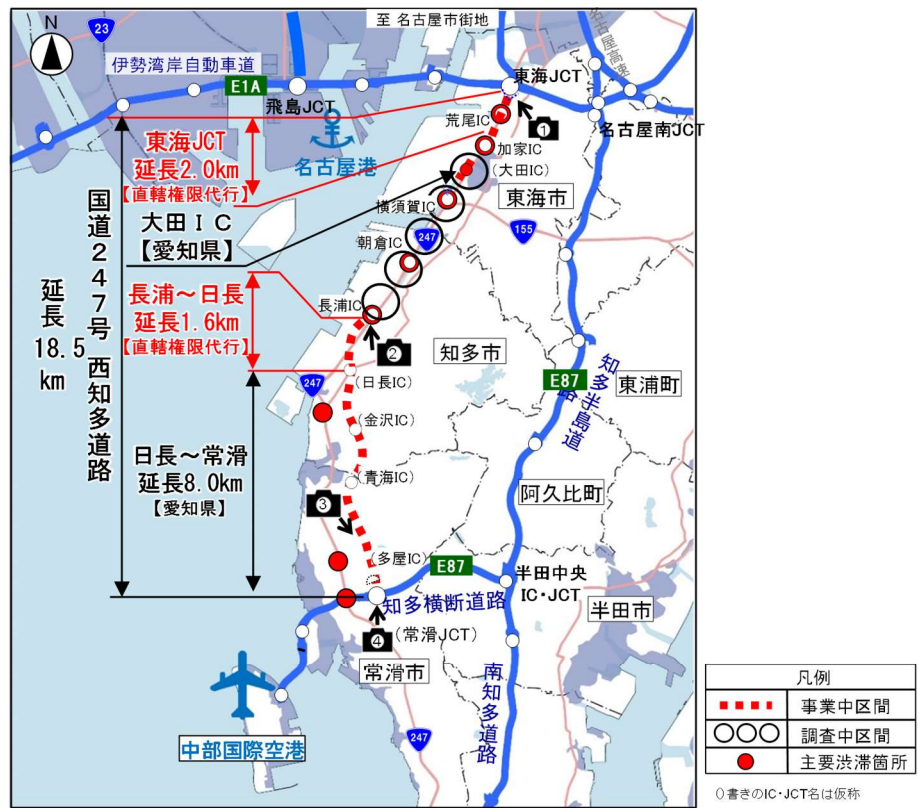 N
至 名古屋市街地
23
名古屋高速
伊勢湾岸自動車道
E1A
飛島JCT
東海JCT
名古屋南JCT
荒尾IC
1
加家IC
名古屋港
(大田IC)
東海市
東海JCT
延長2.0km
【直轄権限代行】
大田IC
【愛知県】
横須賀IC
155
247
朝倉IC
国道247号 西知多道路
延長
18.5
km
長浦~日長
延長1.6km
【直轄権限代行】
長浦IC
2
知多市
E87
知多半島道路
東浦町
(日長IC)
247
(金沢IC)
日長~常滑
延長8.0km
【愛知県】
(青海IC)
阿久比町
3
(多屋IC)
E87
半田中央
IC・JCT
知多横断道路
半田市
4
(常滑JCT)
常滑市
南知多道路
中部国際空港
247
凡例
事業中区間
調査中区間
主要渋滞箇所
()書きのIC・JCT名は仮称